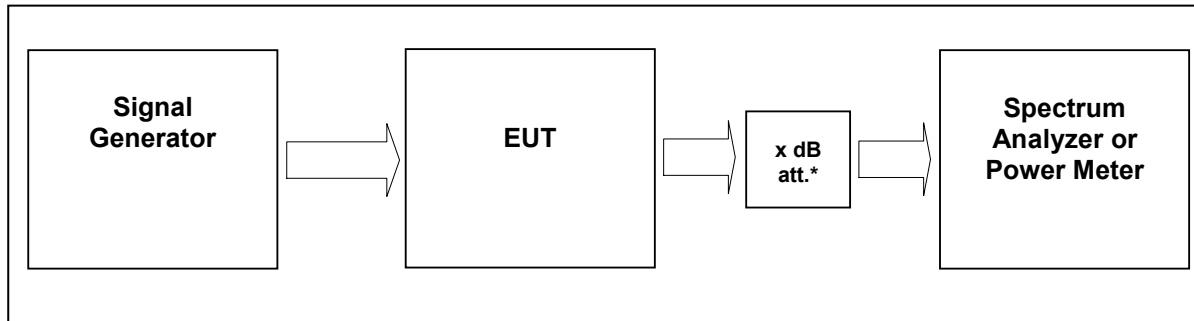 Signal
Generator
EUT
x dB
att.*
Spectrum
Analyzer or
Power Meter